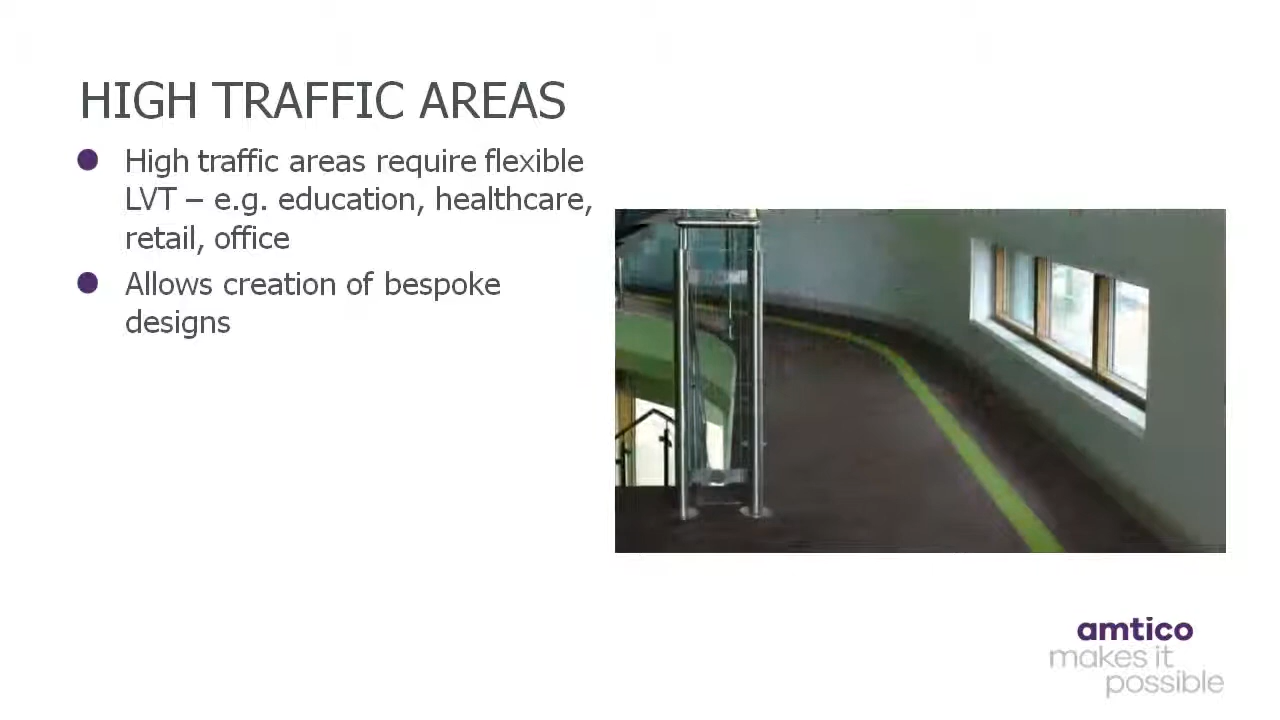 HIGH TRAFFIC AREAS
High traffic areas require flexible
LVT – e.g. education, healthcare,
retail, office
Allows creation of bespoke
designs
amtico
makes it
possible